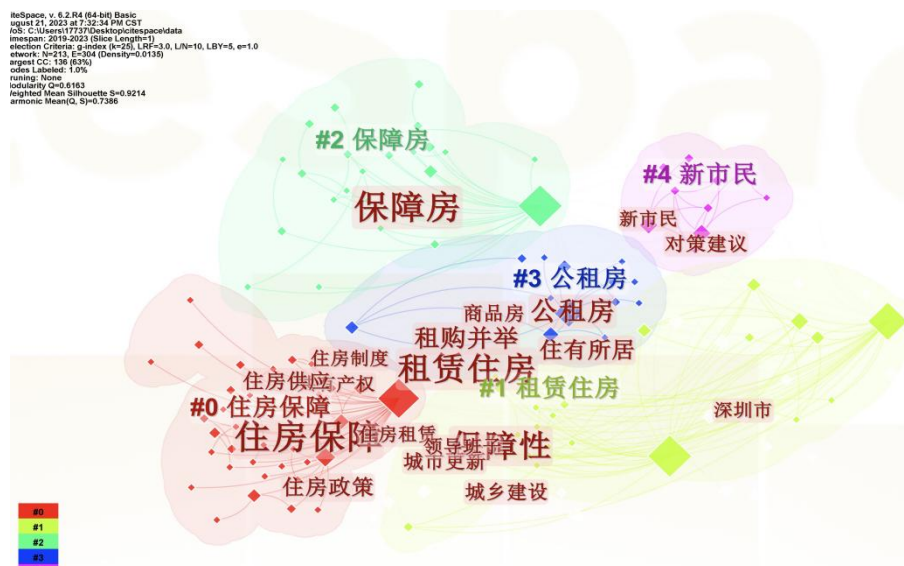 iteSpace, v. 6.2.R4 (64-bit) Basic
ugust 21, 2023 at 7:32:34 PM CST
oS: C:\Users\17737\Desktop\citespace\data
imespan: 2019-2023 (Slice Length=1)
election Criteria: g-index (k=25), LRF=3.0, L/N=10, LBY=5, e=1.0
etwork: N=213, E=304 (Density=0.0135)
argest CC: 136 (63%)
odes Labeled: 1.0%
runing: None
odularity Q=0.6163
eighted Mean Silhouette S=0.9214
armonic Mean(Q, S)=0.7386
#2 保障房
保障房
#4 新市民
新市民
对策建议
#3 公租房
商品房
公租房
租购并举
住有所居
住房制度
租赁住房
住房供应
产权
#1 租赁住房
#0 住房保障
深圳市
住房保障
住房租赁
领导班子
保障性
城市更新
住房政策
城乡建设
#0
#1
#2
#3